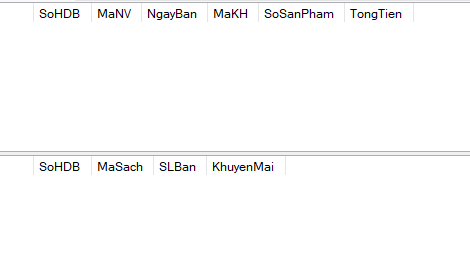 SoHDB MaNV NgayBan MaKH SoSanPham TongTien
SoHDB MaSach SLBan KhuyenMai